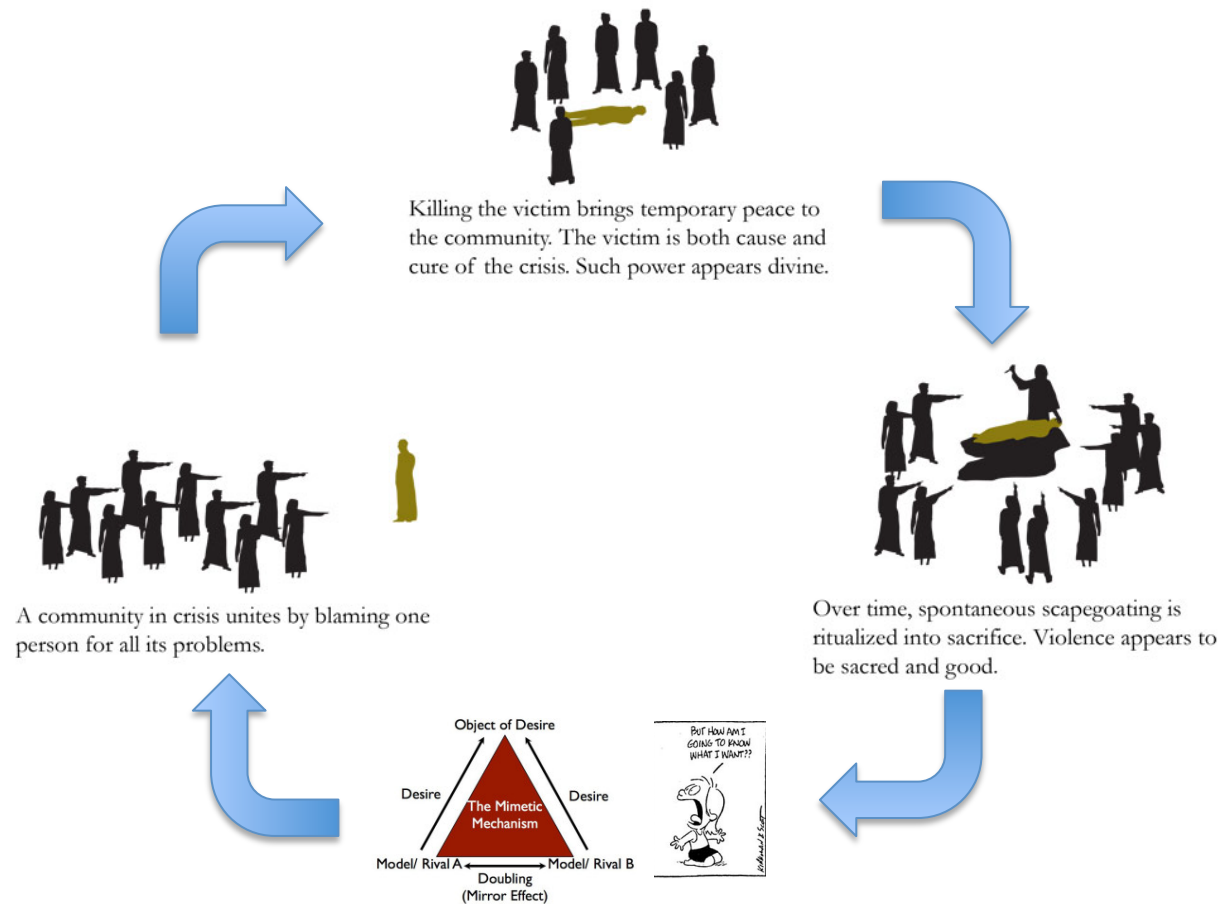 Killing the victim brings temporary peace to
the community. The victim is both cause and
cure of the crisis. Such power appears divine.
A community in crisis unites by blaming one
person for all its problems.
Over time, spontaneous scapegoating is
ritualized into sacrifice. Violence appears to
be sacred and good.
Object of Desire
Desire
Desire
The Mimetic
Mechanism
Model/ Rival A
Model/ Rival B
Doubling
(Mirror Effect)
BUT HOW AM I
GOING TO KNOW
WHAT I WANT??
KIRKMAN & SCOTT